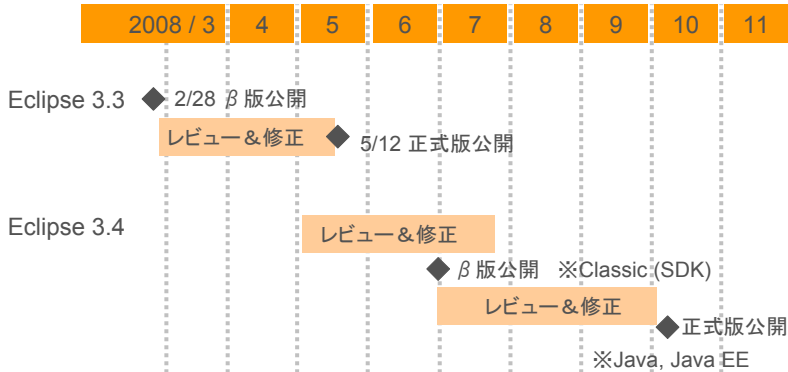 2008 / 3 4 5 6 7 8 9 10 11
Eclipse 3.3
2/28 β版公開
レビュー＆修正
5/12 正式版公開
Eclipse 3.4
レビュー＆修正
β版公開 ※Classic (SDK)
レビュー＆修正
正式版公開
※Java, Java EE